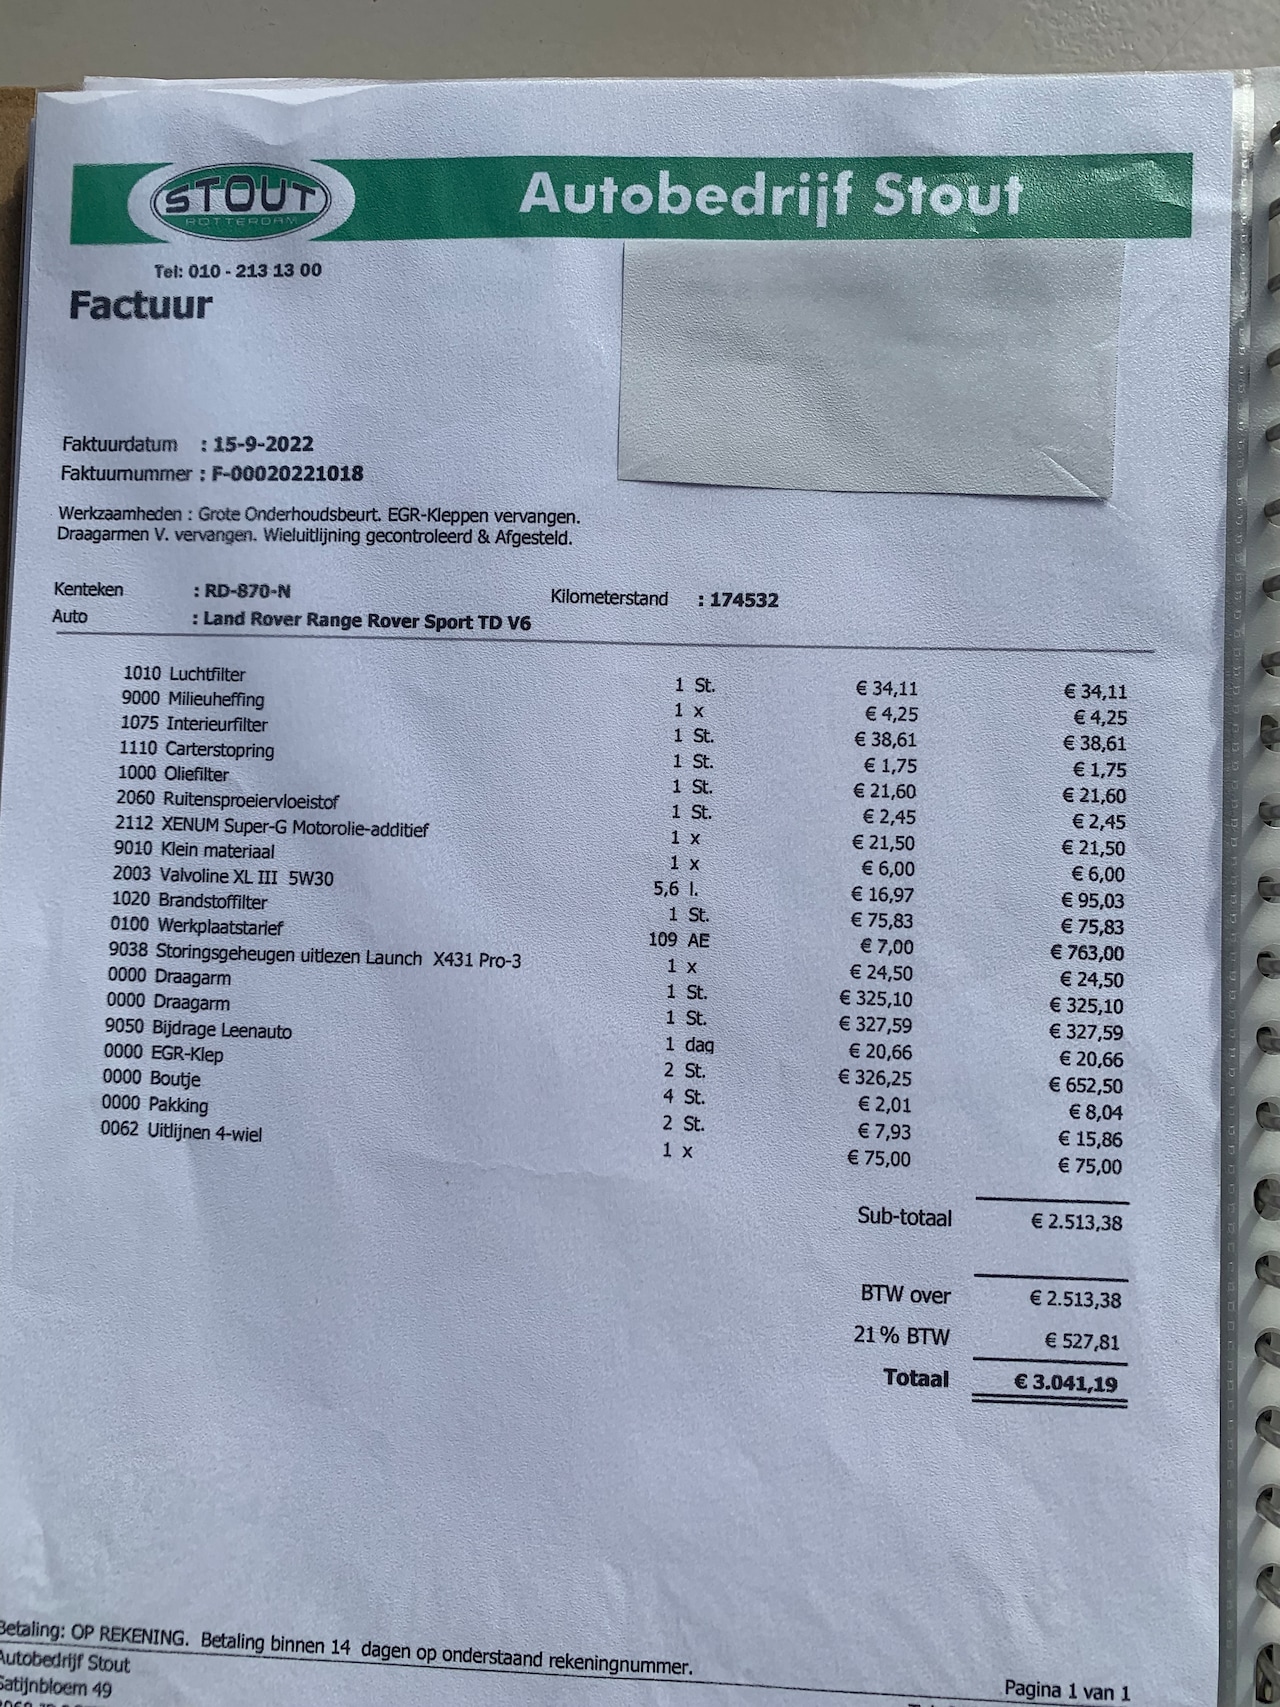 STOUT
ROTTERDAM
Autobedrijf Stout
Tel: 010 - 213 13 00
Factuur
Faktuurdatum : 15-9-2022
Faktuurnummer : F-00020221018
Werkzaamheden : Grote Onderhoudsbeurt. EGR-Kleppen vervangen.
Draagarmen V. vervangen. Wieluitlijning gecontroleerd & Afgesteld.
Kenteken : RD-870-N Kilometerstand : 174532
Auto : Land Rover Range Rover Sport TD V6
1010 Luchtfilter 1 St. € 34,11 € 34,11
9000 Milieuheffing 1 x € 4,25 € 4,25
1075 Interieurfilter 1 St. € 38,61 € 38,61
1110 Carterstopring 1 St. € 1,75 € 1,75
1000 Oliefilter 1 St. € 21,60 € 21,60
2060 Ruitensproeiervloeistof 1 St. € 2,45 € 2,45
2112 XENUM Super-G Motorolie-additief 1 x € 21,50 € 21,50
9010 Klein materiaal 1 x € 6,00 € 6,00
2003 Valvoline XL III 5W30 5,6 l. € 16,97 € 95,03
1020 Brandstoffilter 1 St. € 75,83 € 75,83
0100 Werkplaatstarief 109 AE € 7,00 € 763,00
9038 Storingsgeheugen uitlezen Launch X431 Pro-3 1 x € 24,50 € 24,50
0000 Draagarm 1 St. € 325,10 € 325,10
0000 Draagarm 1 St. € 327,59 € 327,59
9050 Bijdrage Leenauto 1 dag € 20,66 € 20,66
0000 EGR-Klep 2 St. € 326,25 € 652,50
0000 Boutje 4 St. € 2,01 € 8,04
0000 Pakking 2 St. € 7,93 € 15,86
0062 Uitlijnen 4-wiel 1 x € 75,00 € 75,00
Sub-totaal € 2.513,38
BTW over € 2.513,38
21% BTW € 527,81
Totaal € 3.041,19
Betaling: OP REKENING. Betaling binnen 14 dagen op onderstaand rekeningnummer.
Autobedrijf Stout
Satijnbloem 49
Pagina 1 van 1